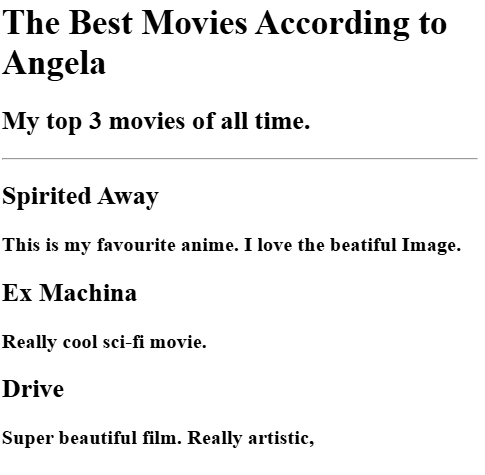 The Best Movies According to
Angela
My top 3 movies of all time.
Spirited Away
This is my favourite anime. I love the beatiful Image.
Ex Machina
Really cool sci-fi movie.
Drive
Super beautiful film. Really artistic,